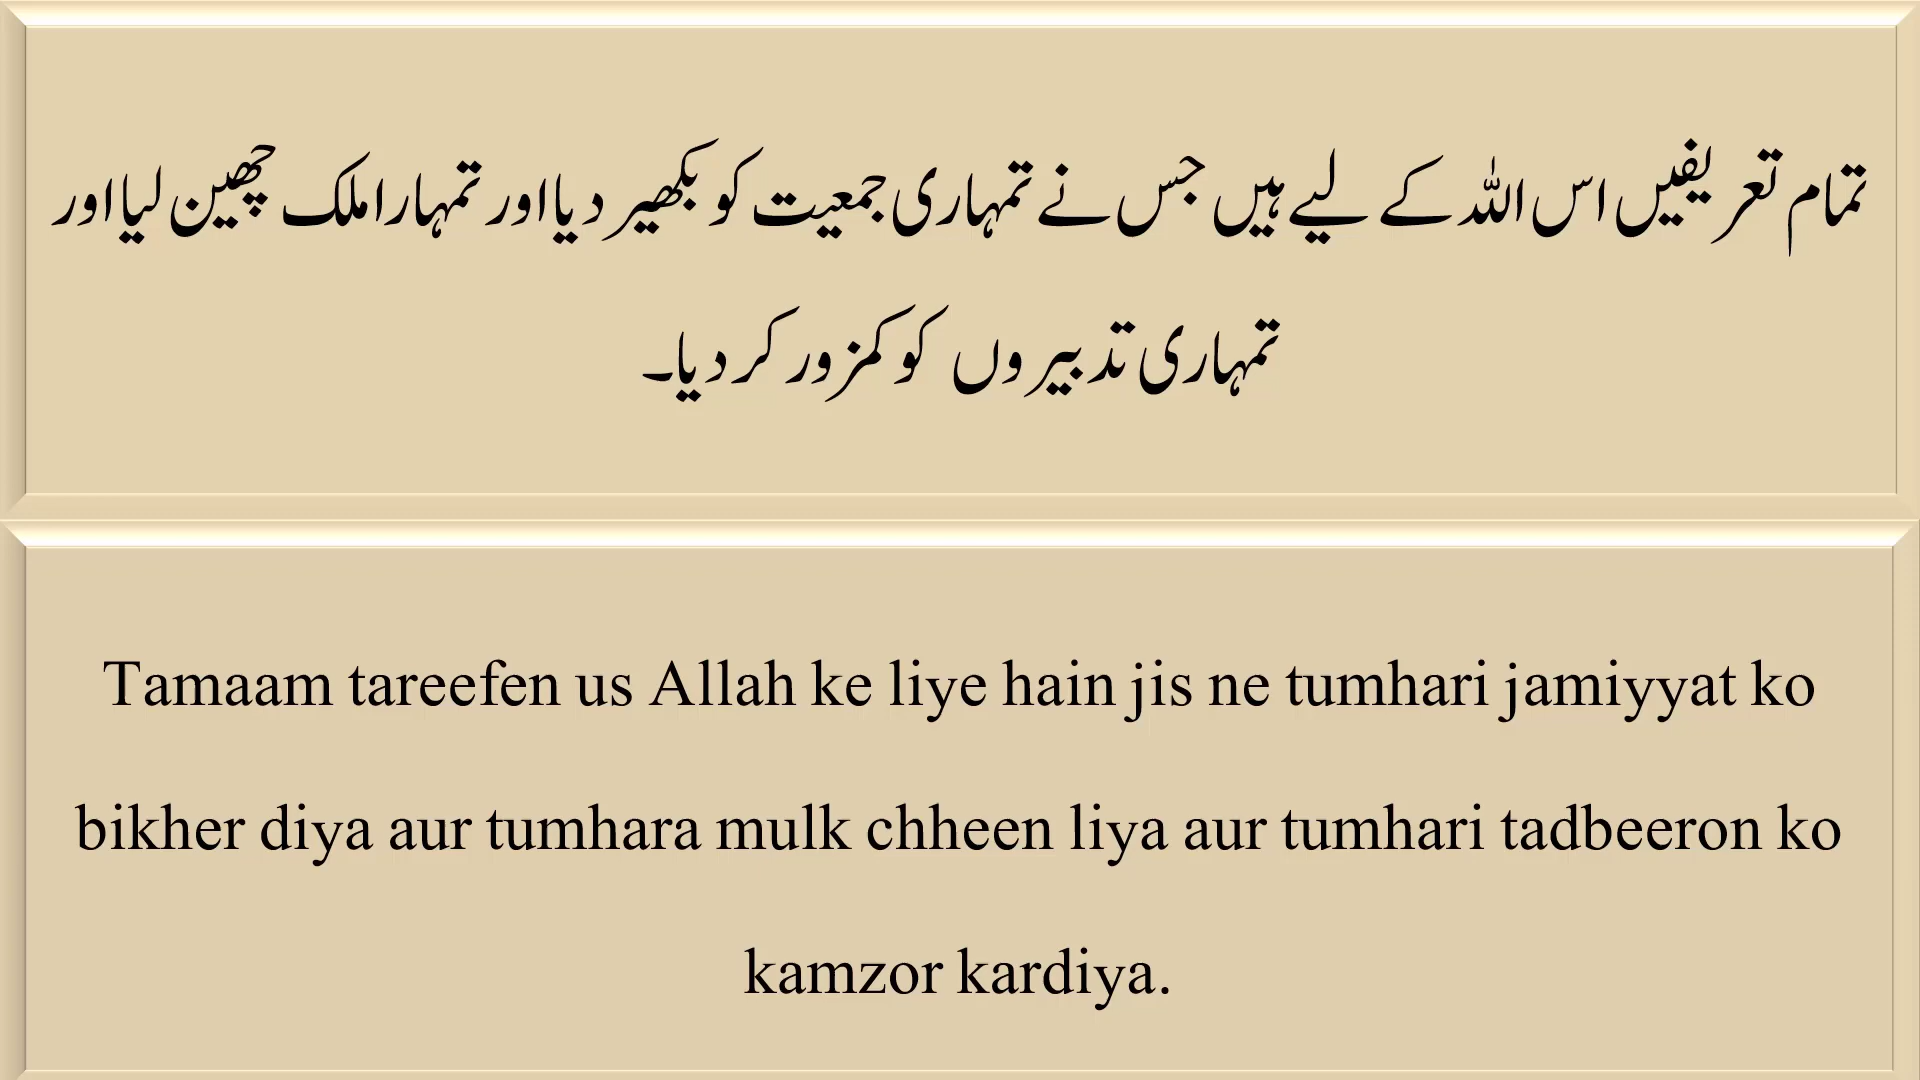 تمام تعریفیں اس اللہ کے لیے ہیں جس نے تمہاری جمعیت کو بکھیر دیا اور تمہارا ملک چھین لیا اور
تمہاری تدبیروں کو کمزور کر دیا۔
Tamaam tareefen us Allah ke liye hain jis ne tumhari jamiyyat ko
bikher diya aur tumhara mulk chheen liya aur tumhari tadbeeron ko
kamzor kardiya.